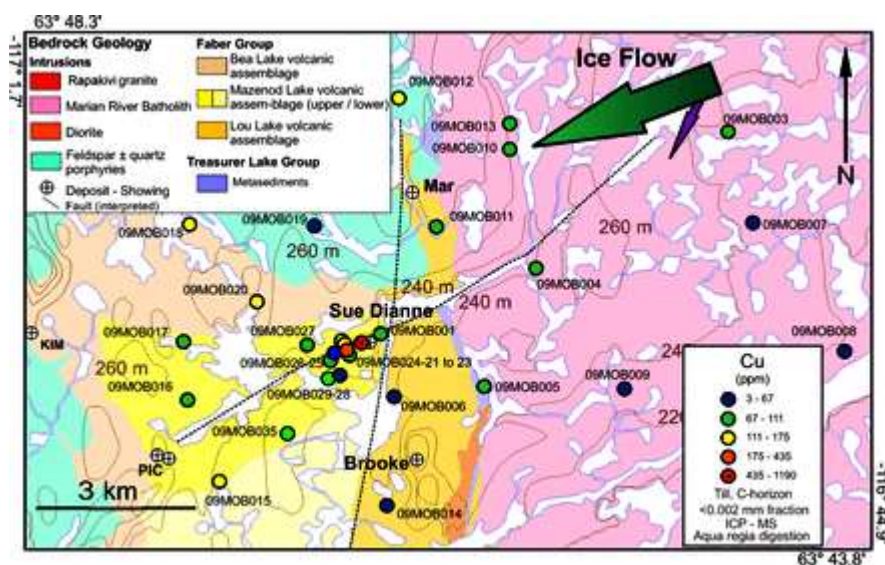 63° 48.3'
-117° 17'
Bedrock Geology
Intrusions
Rapakivi granite
Marian River Batholith
Diorite
Feldspar ± quartz
porphyries
Deposit - Showing
Fault (interpreted)
Faber Group
Bea Lake volcanic
assemblage
Mazenod Lake volcanic
assem-blage (upper / lower)
Lou Lake volcanic
assemblage
Treasurer Lake Group
Metasediments
Ice Flow
N
09MOB012
09MOB013
09MOB010
09MOB003
Mar
09MOB011
09MOB019
09MOB018
260 m
260 m
09MOB007
09MOB004
240 m
240 m
09MOB020
Sue Dianne
09MOB017
09MOB027
09MOB001
KIM
09MOB008
260 m
09MOB024-21 to 23
09MOB016
09MOB029-28
09MOB005
09MOB009
09MOB006
09MOB035
PIC
Brooke
3 km
09MOB015
09MOB014
Cu
(ppm)
3 - 67
67 - 111
111 - 175
175 - 435
435 - 1190
Till, C-horizon
<0.002 mm fraction
ICP - MS
Aqua regia digestion
-116° 44.9'
63° 43.8'